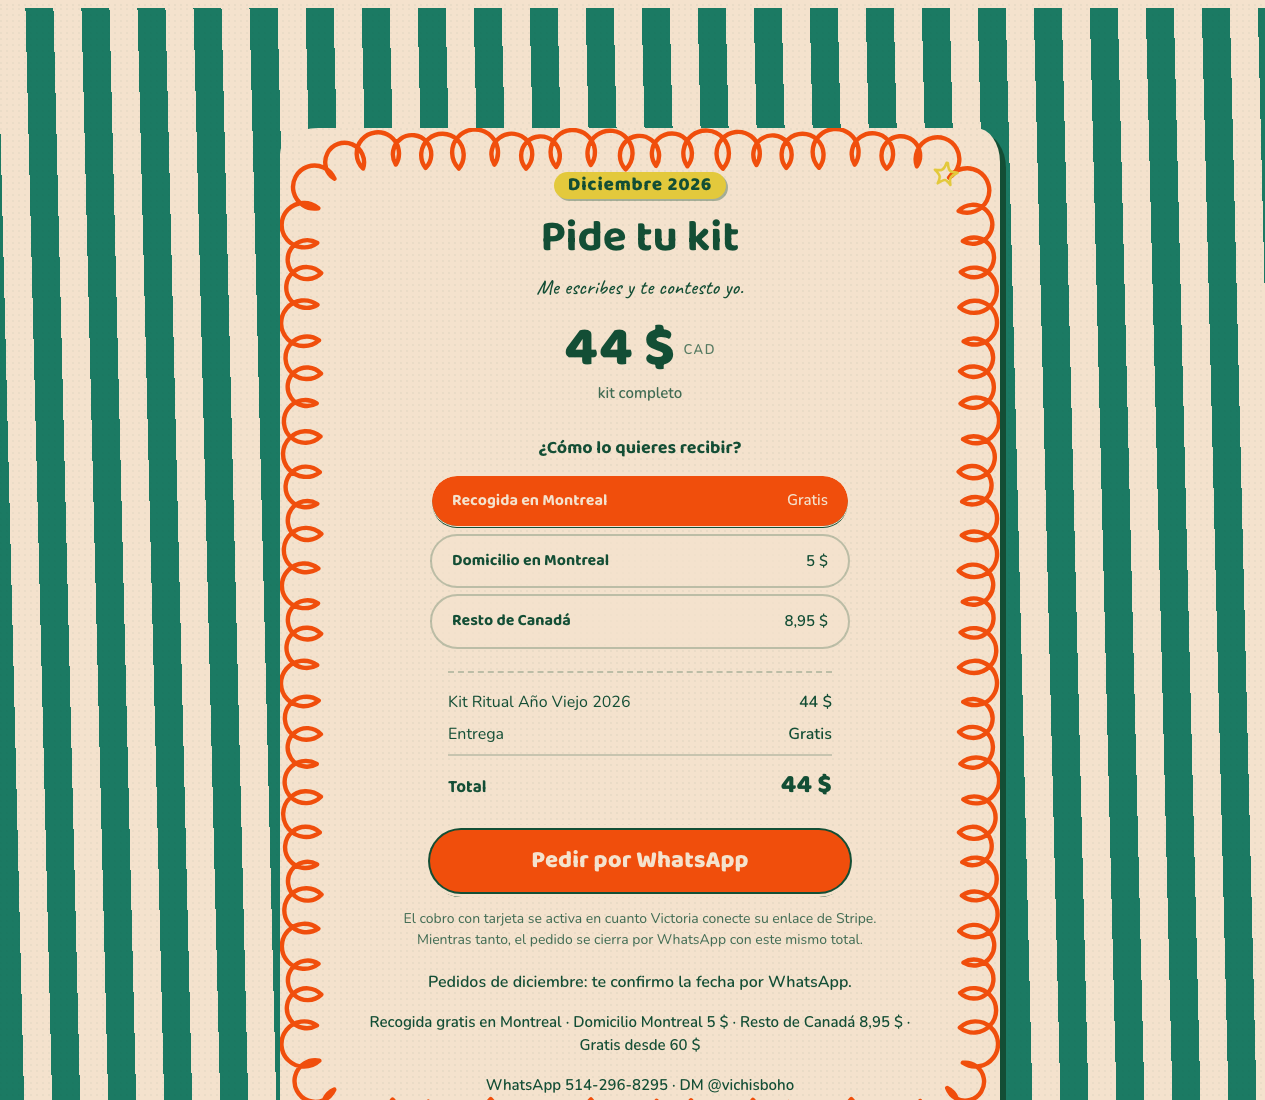 Diciembre 2026
Pide tu kit
Me escribes y te contesto yo.
44 $ CAD
kit completo
¿Cómo lo quieres recibir?
Recogida en Montreal Gratis
Domicilio en Montreal 5 $
Resto de Canadá 8,95 $
Kit Ritual Año Viejo 2026 44 $
Entrega Gratis
Total 44 $
Pedir por WhatsApp
El cobro con tarjeta se activa en cuanto Victoria conecte su enlace de Stripe.
Mientras tanto, el pedido se cierra por WhatsApp con este mismo total.
Pedidos de diciembre: te confirmo la fecha por WhatsApp.
Recogida gratis en Montreal · Domicilio Montreal 5 $ · Resto de Canadá 8,95 $ ·
Gratis desde 60 $
WhatsApp 514-296-8295 · DM @vichisboho